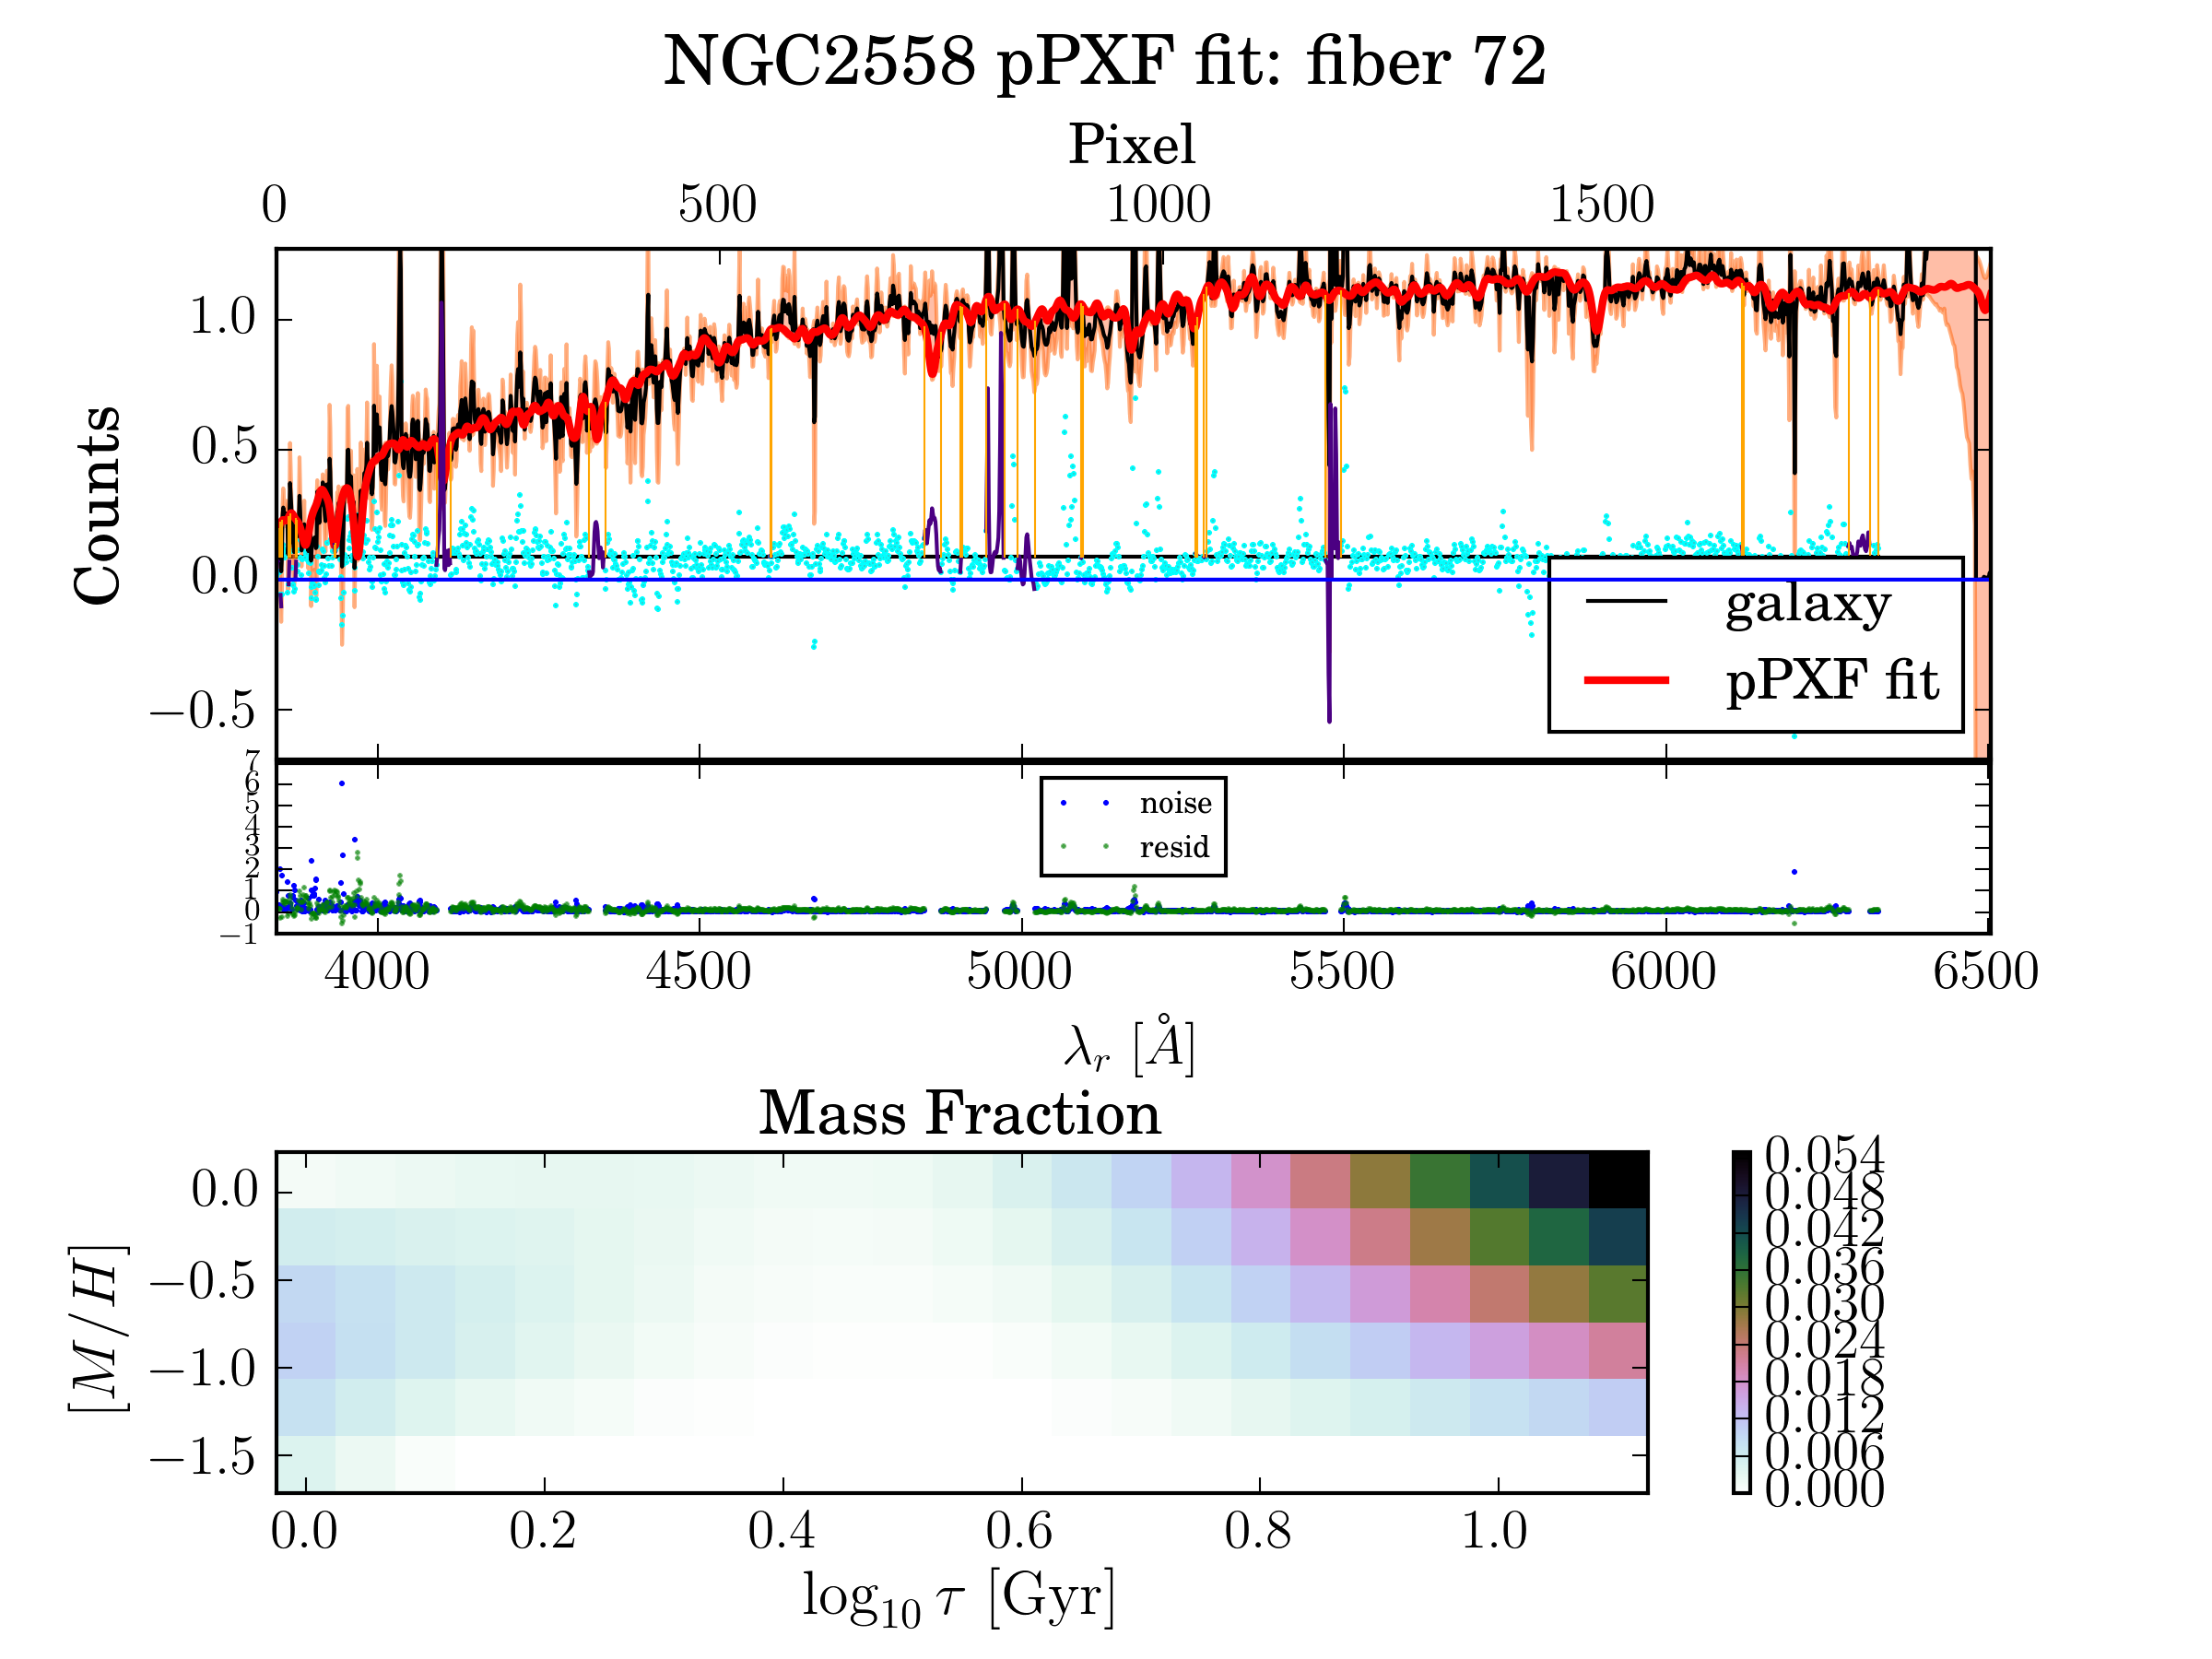 NGC2558 pPXF fit: fiber 72
Pixel
0 500 1000 1500
Counts
1.0
0.5
0.0
−0.5
galaxy
pPXF fit
7
6
5
4
3
2
1
0
−1
noise
resid
4000 4500 5000 5500 6000 6500
λr [Å]
Mass Fraction
[M/H]
0.0
−0.5
−1.0
−1.5
0.0 0.2 0.4 0.6 0.8 1.0
log10 τ [Gyr]
0.054
0.048
0.042
0.036
0.030
0.024
0.018
0.012
0.006
0.000